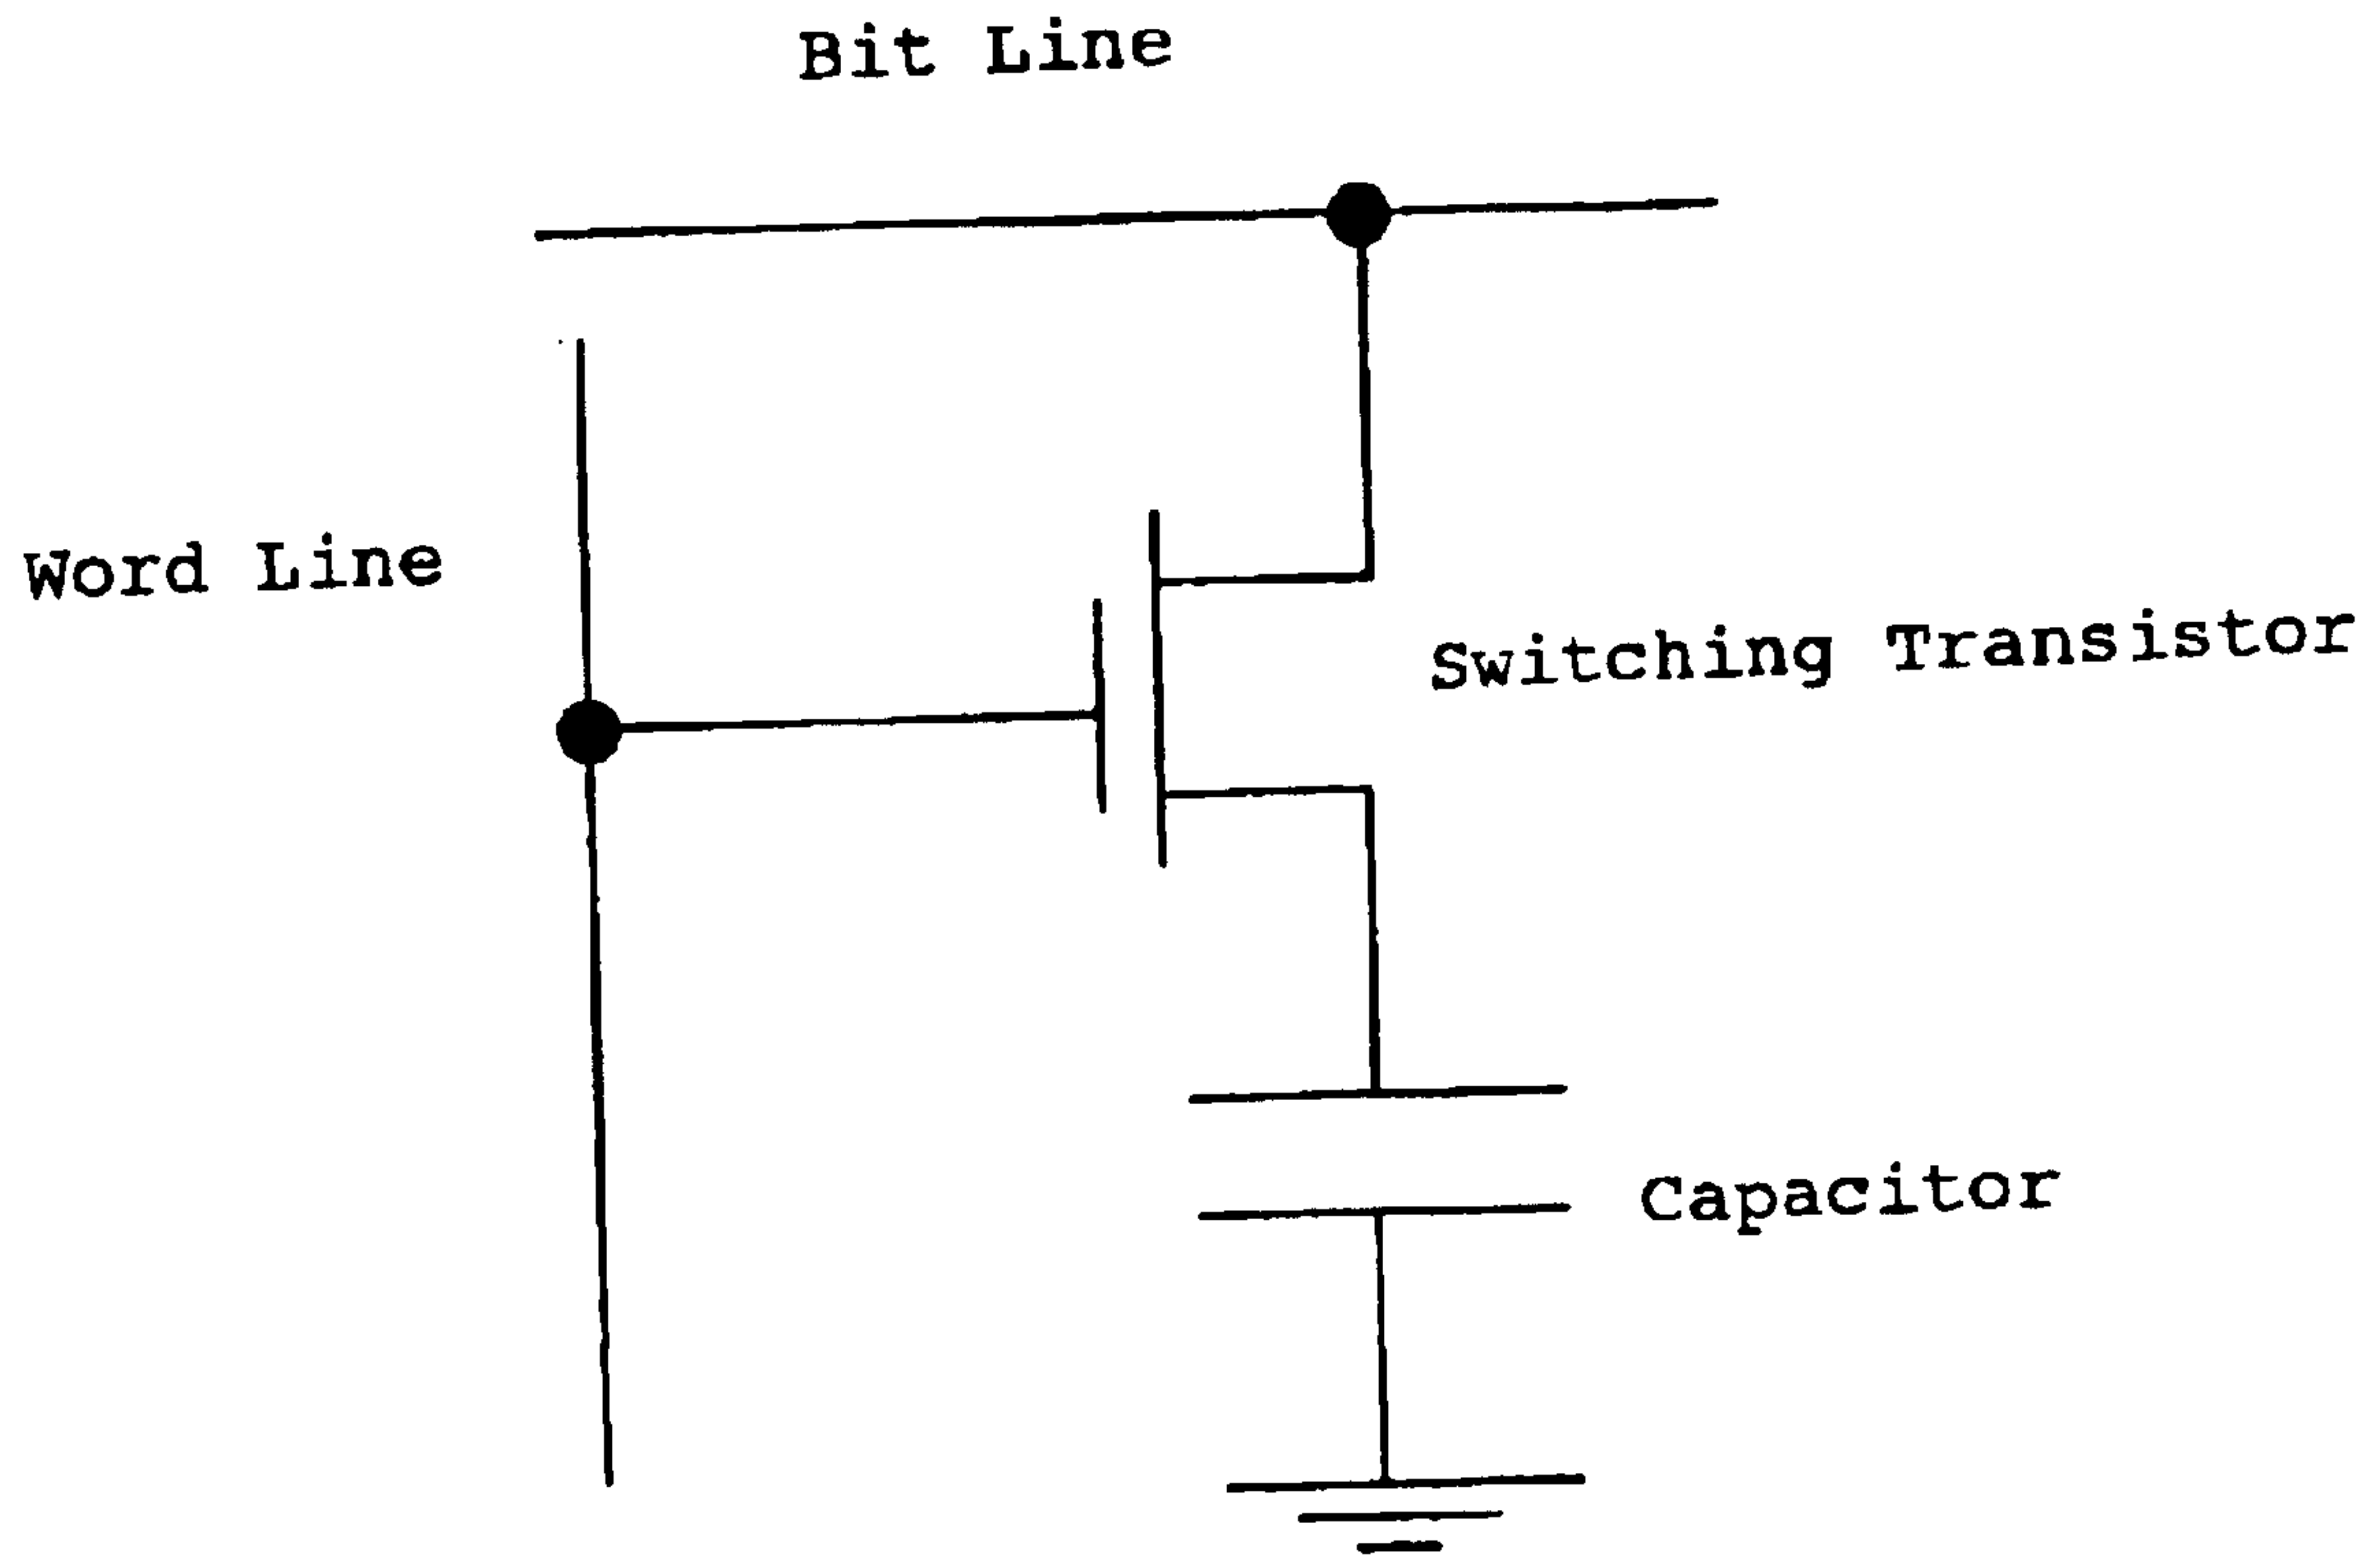 Bit Line
Word Line
Switching Transistor
Capacitor